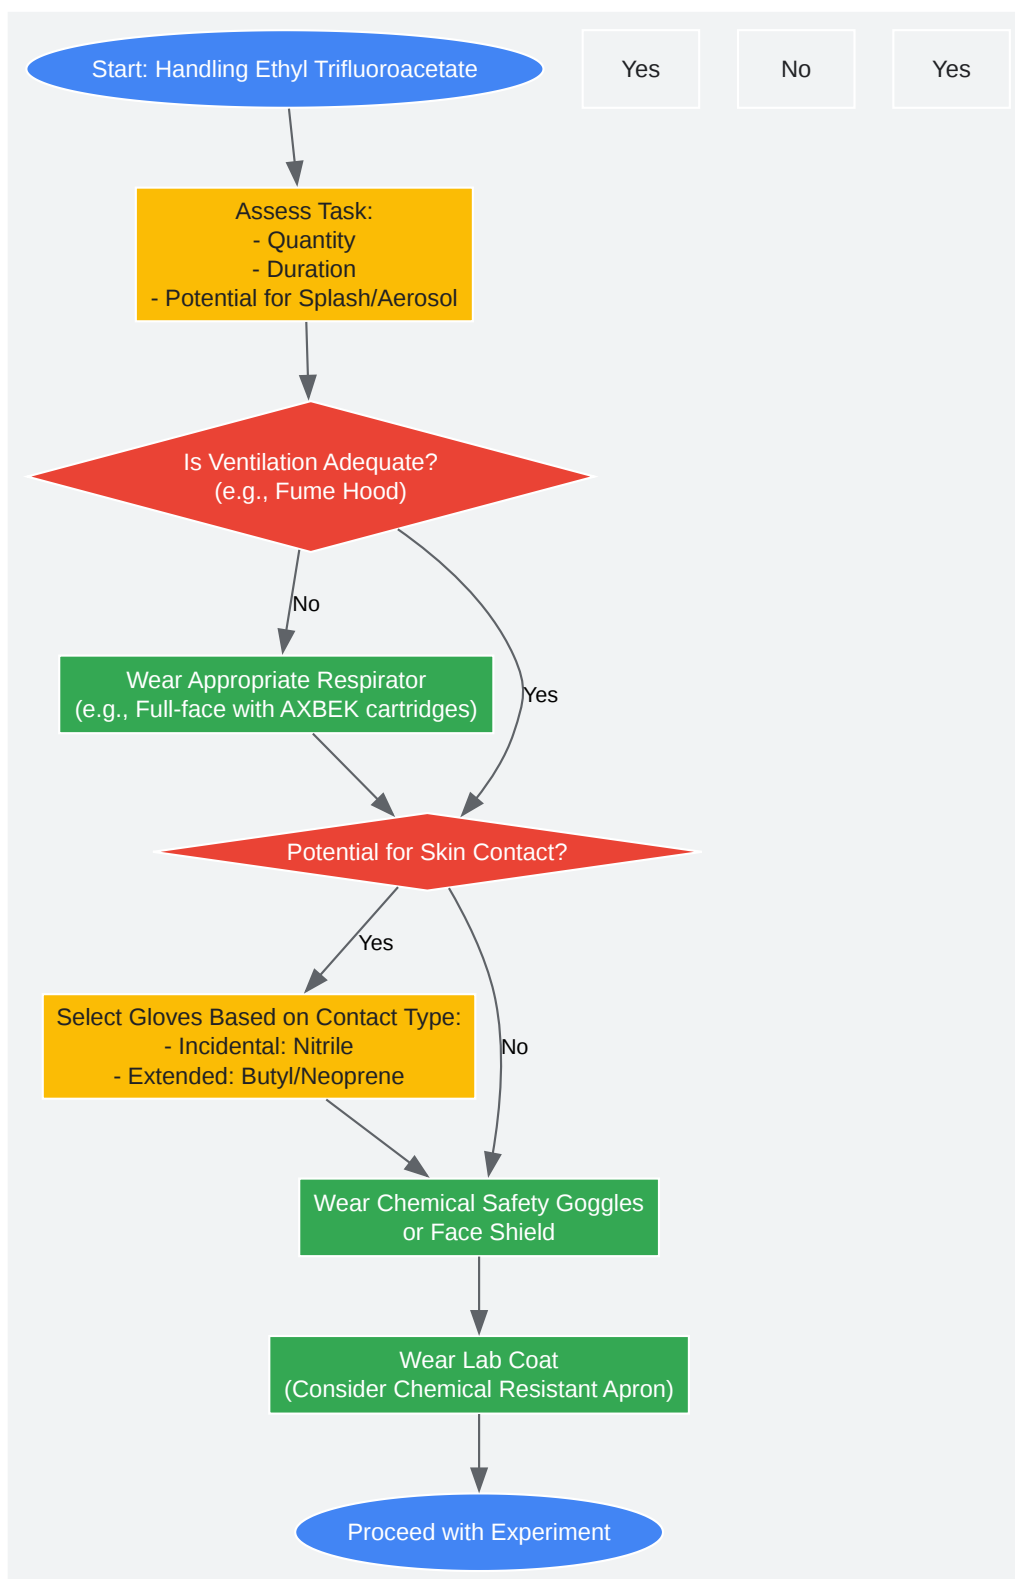 Start: Handling Ethyl Trifluoroacetate
Yes
No
Yes
Assess Task:
- Quantity
- Duration
- Potential for Splash/Aerosol
Is Ventilation Adequate?
(e.g., Fume Hood)
No
Wear Appropriate Respirator
(e.g., Full-face with AXBEK cartridges)
Yes
Potential for Skin Contact?
Yes
Select Gloves Based on Contact Type:
- Incidental: Nitrile
- Extended: Butyl/Neoprene
No
Wear Chemical Safety Goggles
or Face Shield
Wear Lab Coat
(Consider Chemical Resistant Apron)
Proceed with Experiment